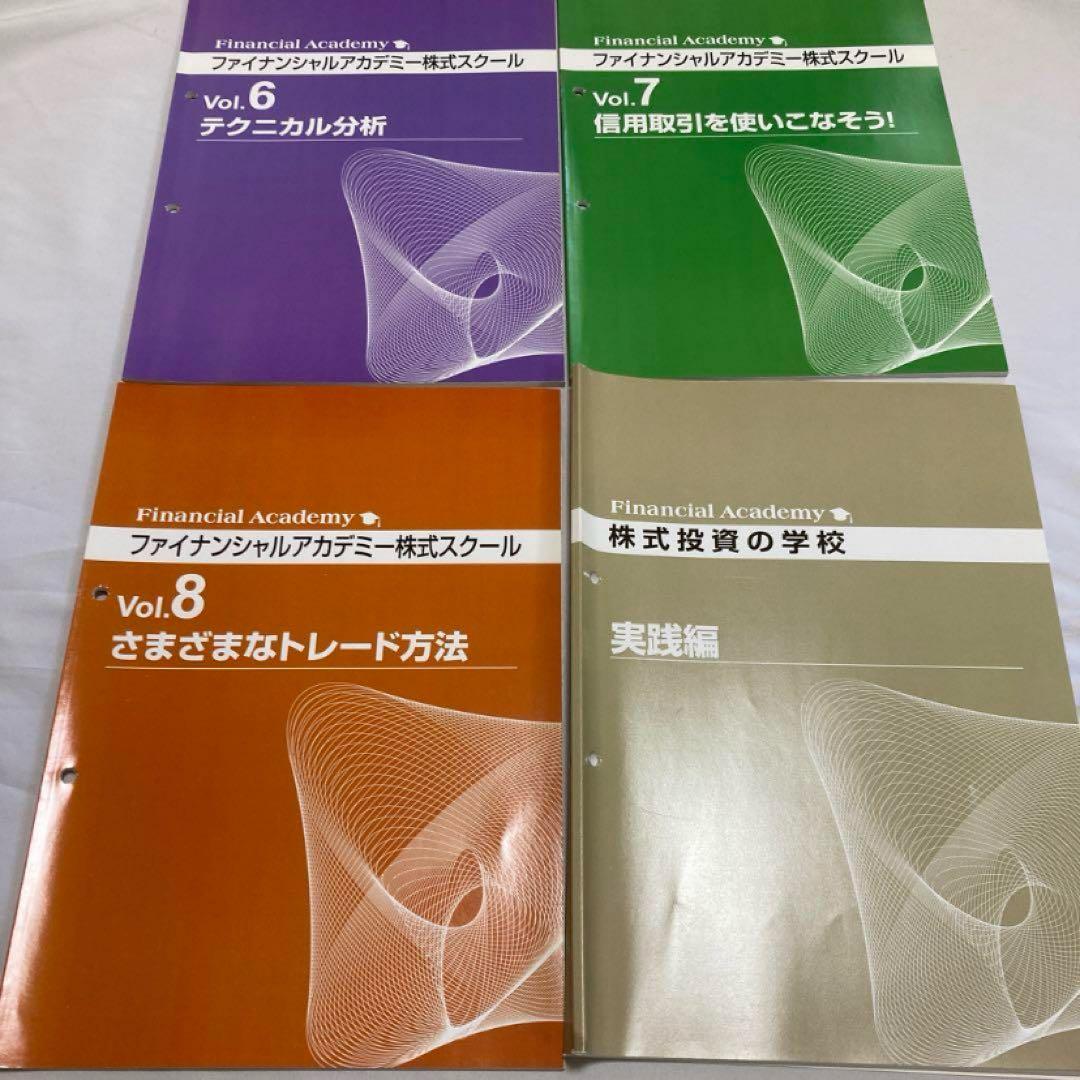 Financial Academy
ファイナンシャルアカデミー株式スクール
Vol.6
テクニカル分析
Financial Academy
ファイナンシャルアカデミー株式スクール
Vol.7
信用取引を使いこなそう!
Financial Academy
ファイナンシャルアカデミー株式スクール
Vol.8
さまざまなトレード方法
Financial Academy
株式投資の学校
実践編